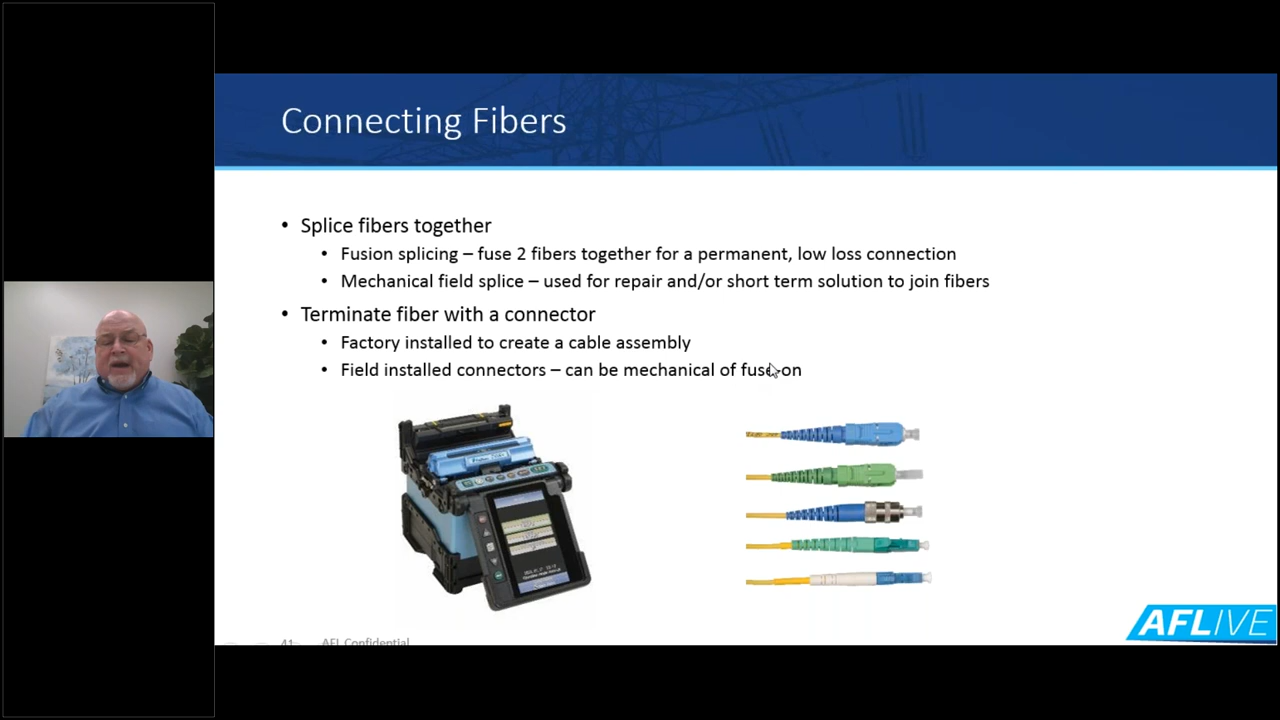 Connecting Fibers
• Splice fibers together
• Fusion splicing – fuse 2 fibers together for a permanent, low loss connection
• Mechanical field splice – used for repair and/or short term solution to join fibers
• Terminate fiber with a connector
• Factory installed to create a cable assembly
• Field installed connectors – can be mechanical of fuse-on
41 AFL Confidential
AFLIVE